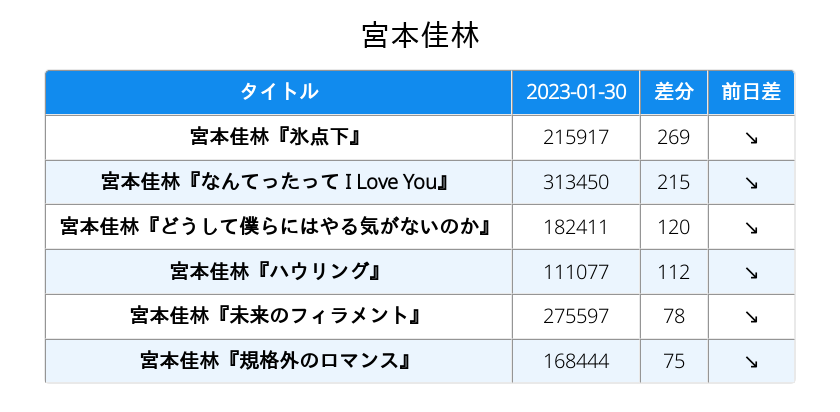 宮本佳林
タイトル 2023-01-30 差分 前日差
宮本佳林『氷点下』 215917 269 ↘
宮本佳林『なんてったって I Love You』 313450 215 ↘
宮本佳林『どうして僕らにはやる気がないのか』 182411 120 ↘
宮本佳林『ハウリング』 111077 112 ↘
宮本佳林『未来のフィラメント』 275597 78 ↘
宮本佳林『規格外のロマンス』 168444 75 ↘